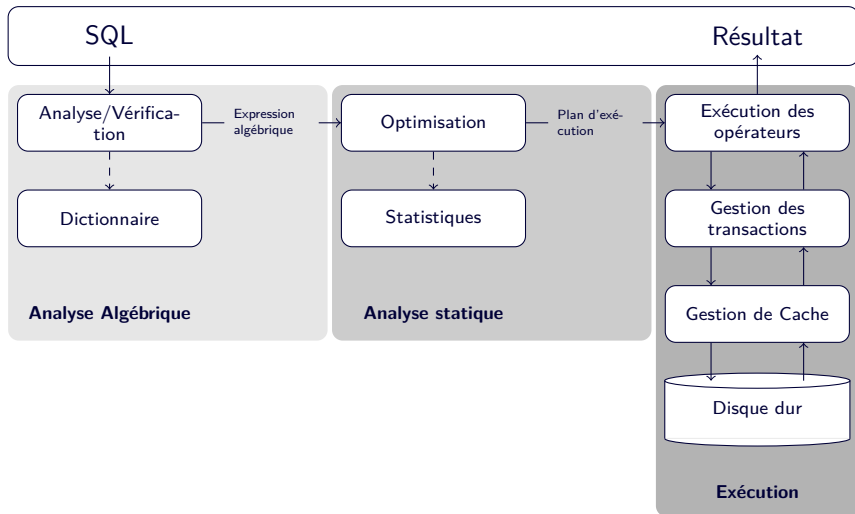 SQL
Résultat
Analyse/Vérifica-
tion
Expression
algébrique
Optimisation
Plan d'exé-
cution
Exécution des
opérateurs
Dictionnaire
Statistiques
Gestion des
transactions
Analyse Algébrique
Analyse statique
Gestion de Cache
Disque dur
Exécution